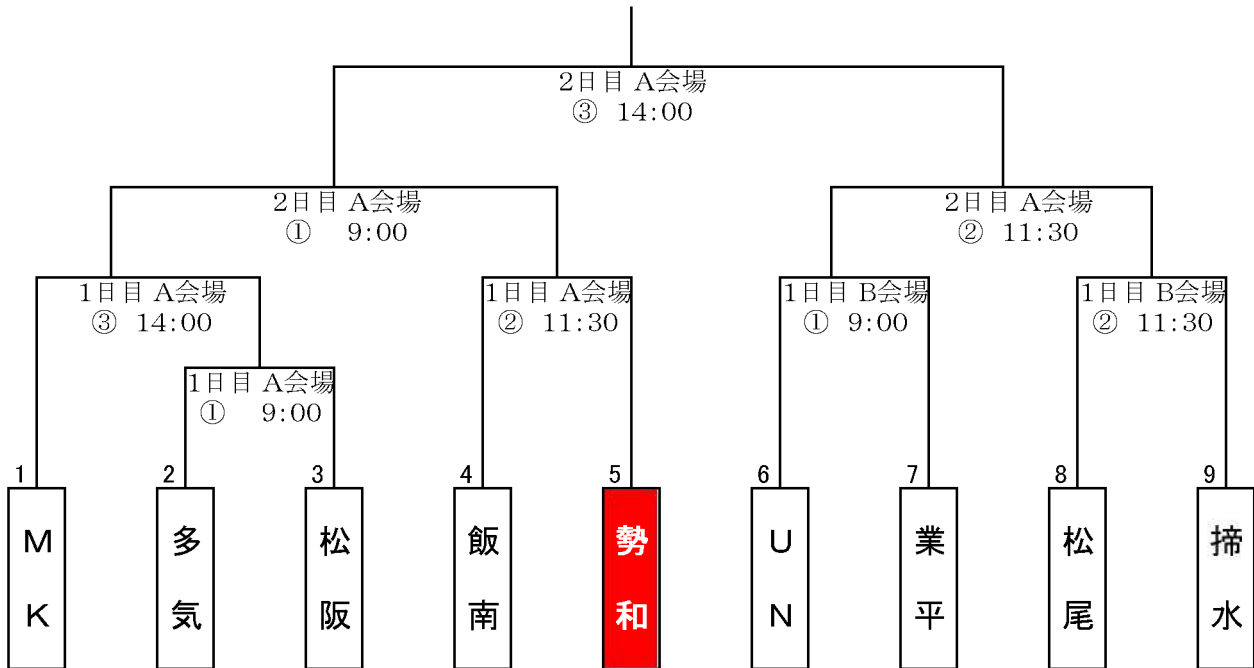 2日目 A会場
③ 14:00
2日目 A会場
① 9:00
2日目 A会場
② 11:30
1日目 A会場
③ 14:00
1日目 A会場
② 11:30
1日目 B会場
① 9:00
1日目 B会場
② 11:30
1日目 A会場
① 9:00
1
MK
2
多気
3
松阪
4
飯南
5
勢和
6
UN
7
業平
8
松尾
9
揥水